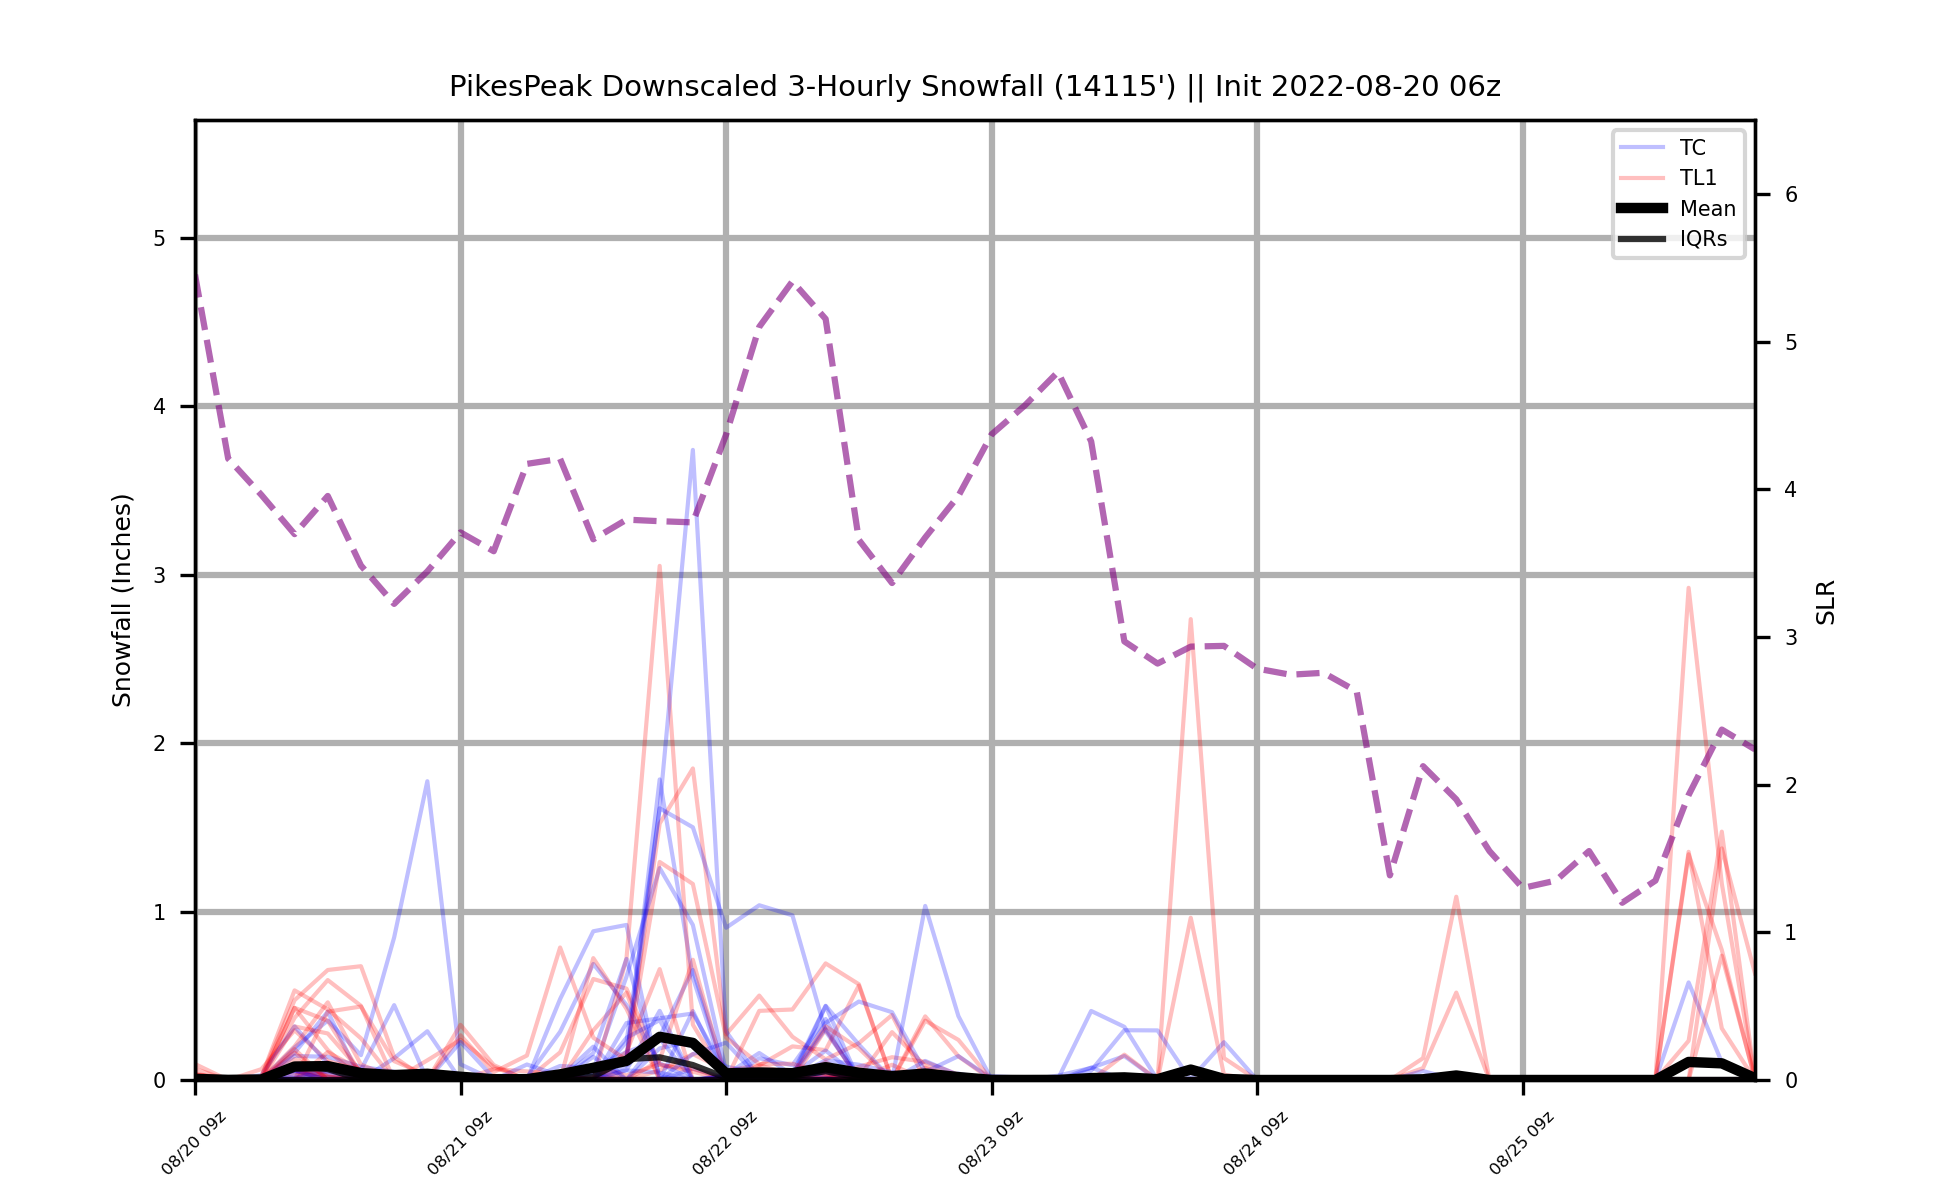 PikesPeak Downscaled 3-Hourly Snowfall (14115') || Init 2022-08-20 06z
TC
TL1
Mean
IQRs
Snowfall (Inches)
5
4
3
2
1
0
6
5
4
3
2
1
0
SLR
08/20 09z
08/21 09z
08/22 09z
08/23 09z
08/24 09z
08/25 09z